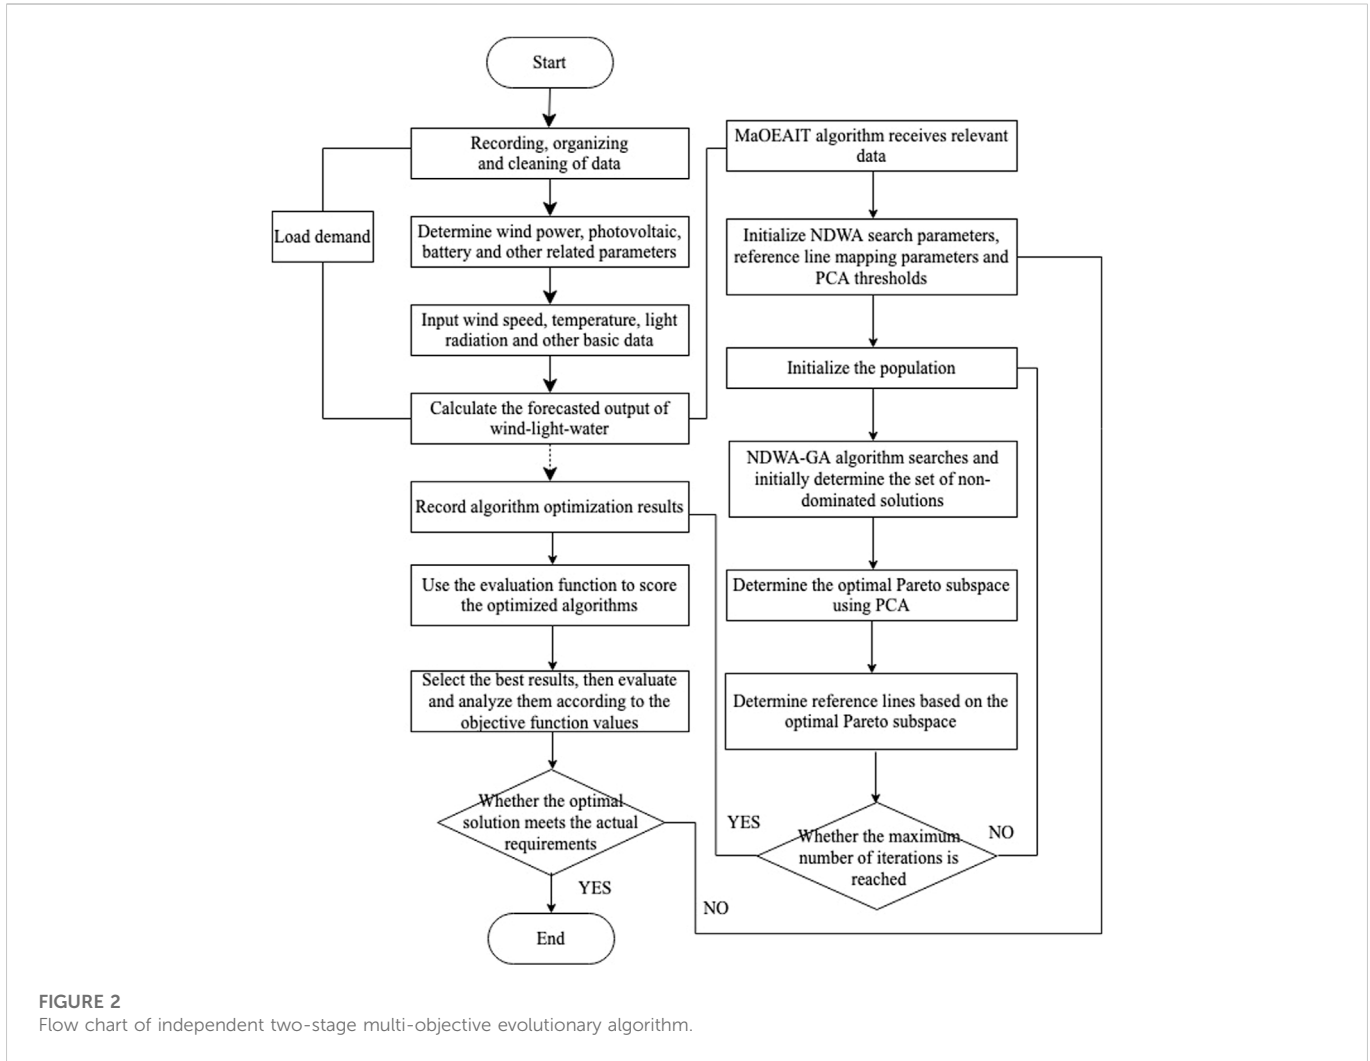 Start
Recording, organizing
and cleaning of data
Load demand
Determine wind power, photovoltaic,
battery and other related parameters
Input wind speed, temperature, light
radiation and other basic data
Calculate the forecasted output of
wind-light-water
Record algorithm optimization results
Use the evaluation function to score
the optimized algorithms
Select the best results, then evaluate
and analyze them according to the
objective function values
Whether the optimal
solution meets the actual
requirements
YES
NO
End
MaOEAIT algorithm receives relevant
data
Initialize NDWA search parameters,
reference line mapping parameters and
PCA thresholds
Initialize the population
NDWA-GA algorithm searches and
initially determine the set of non-
dominated solutions
Determine the optimal Pareto subspace
using PCA
Determine reference lines based on the
optimal Pareto subspace
Whether the maximum
number of iterations is
reached
YES
NO
FIGURE 2
Flow chart of independent two-stage multi-objective evolutionary algorithm.